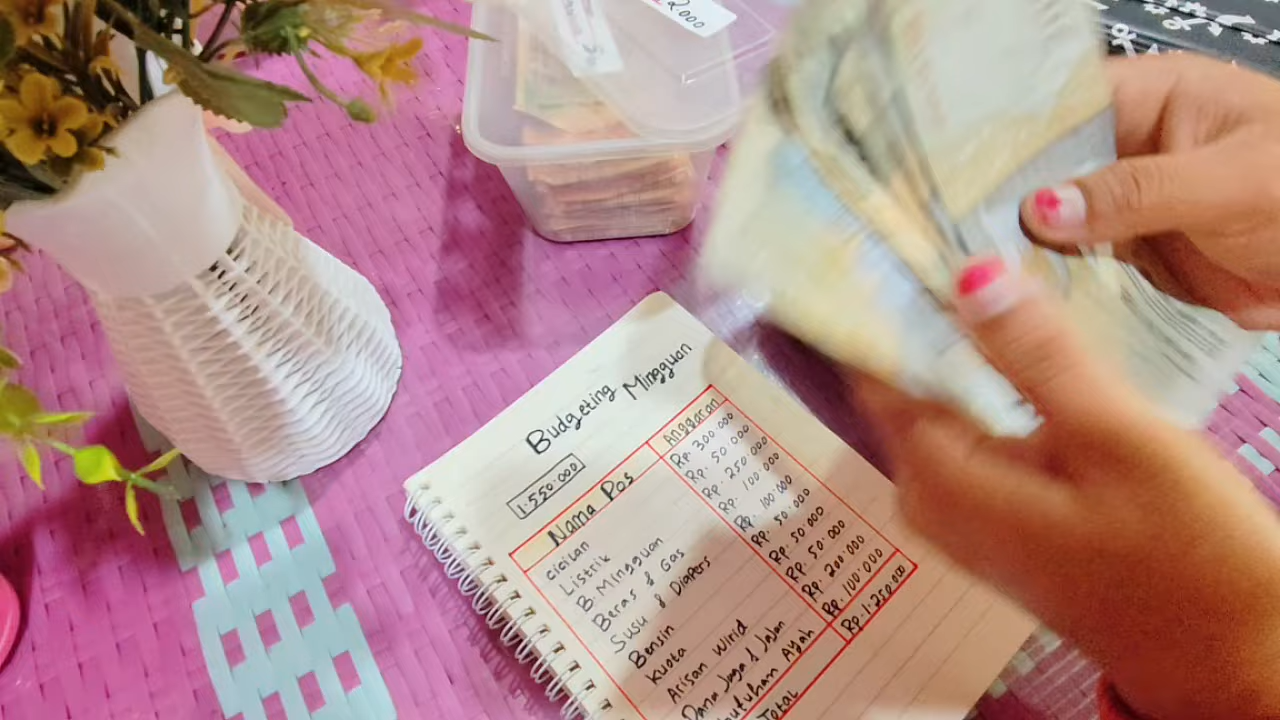 2000
Budgeting Mingguan
1.550.000
Nama Pos Anggaran
cicilan Rp. 300.000
Listrik Rp. 50.000
B. Mingguan Rp. 250.000
Beras & Gas Rp. 100.000
Susu & Diapers Rp. 100.000
Bensin Rp. 50.000
Kuota Rp. 50.000
Arisan Wirid Rp. 50.000
Dana Jaga & Jalan Rp. 200.000
utuhan Ayah Rp. 100.000
Total Rp. 1.250.000